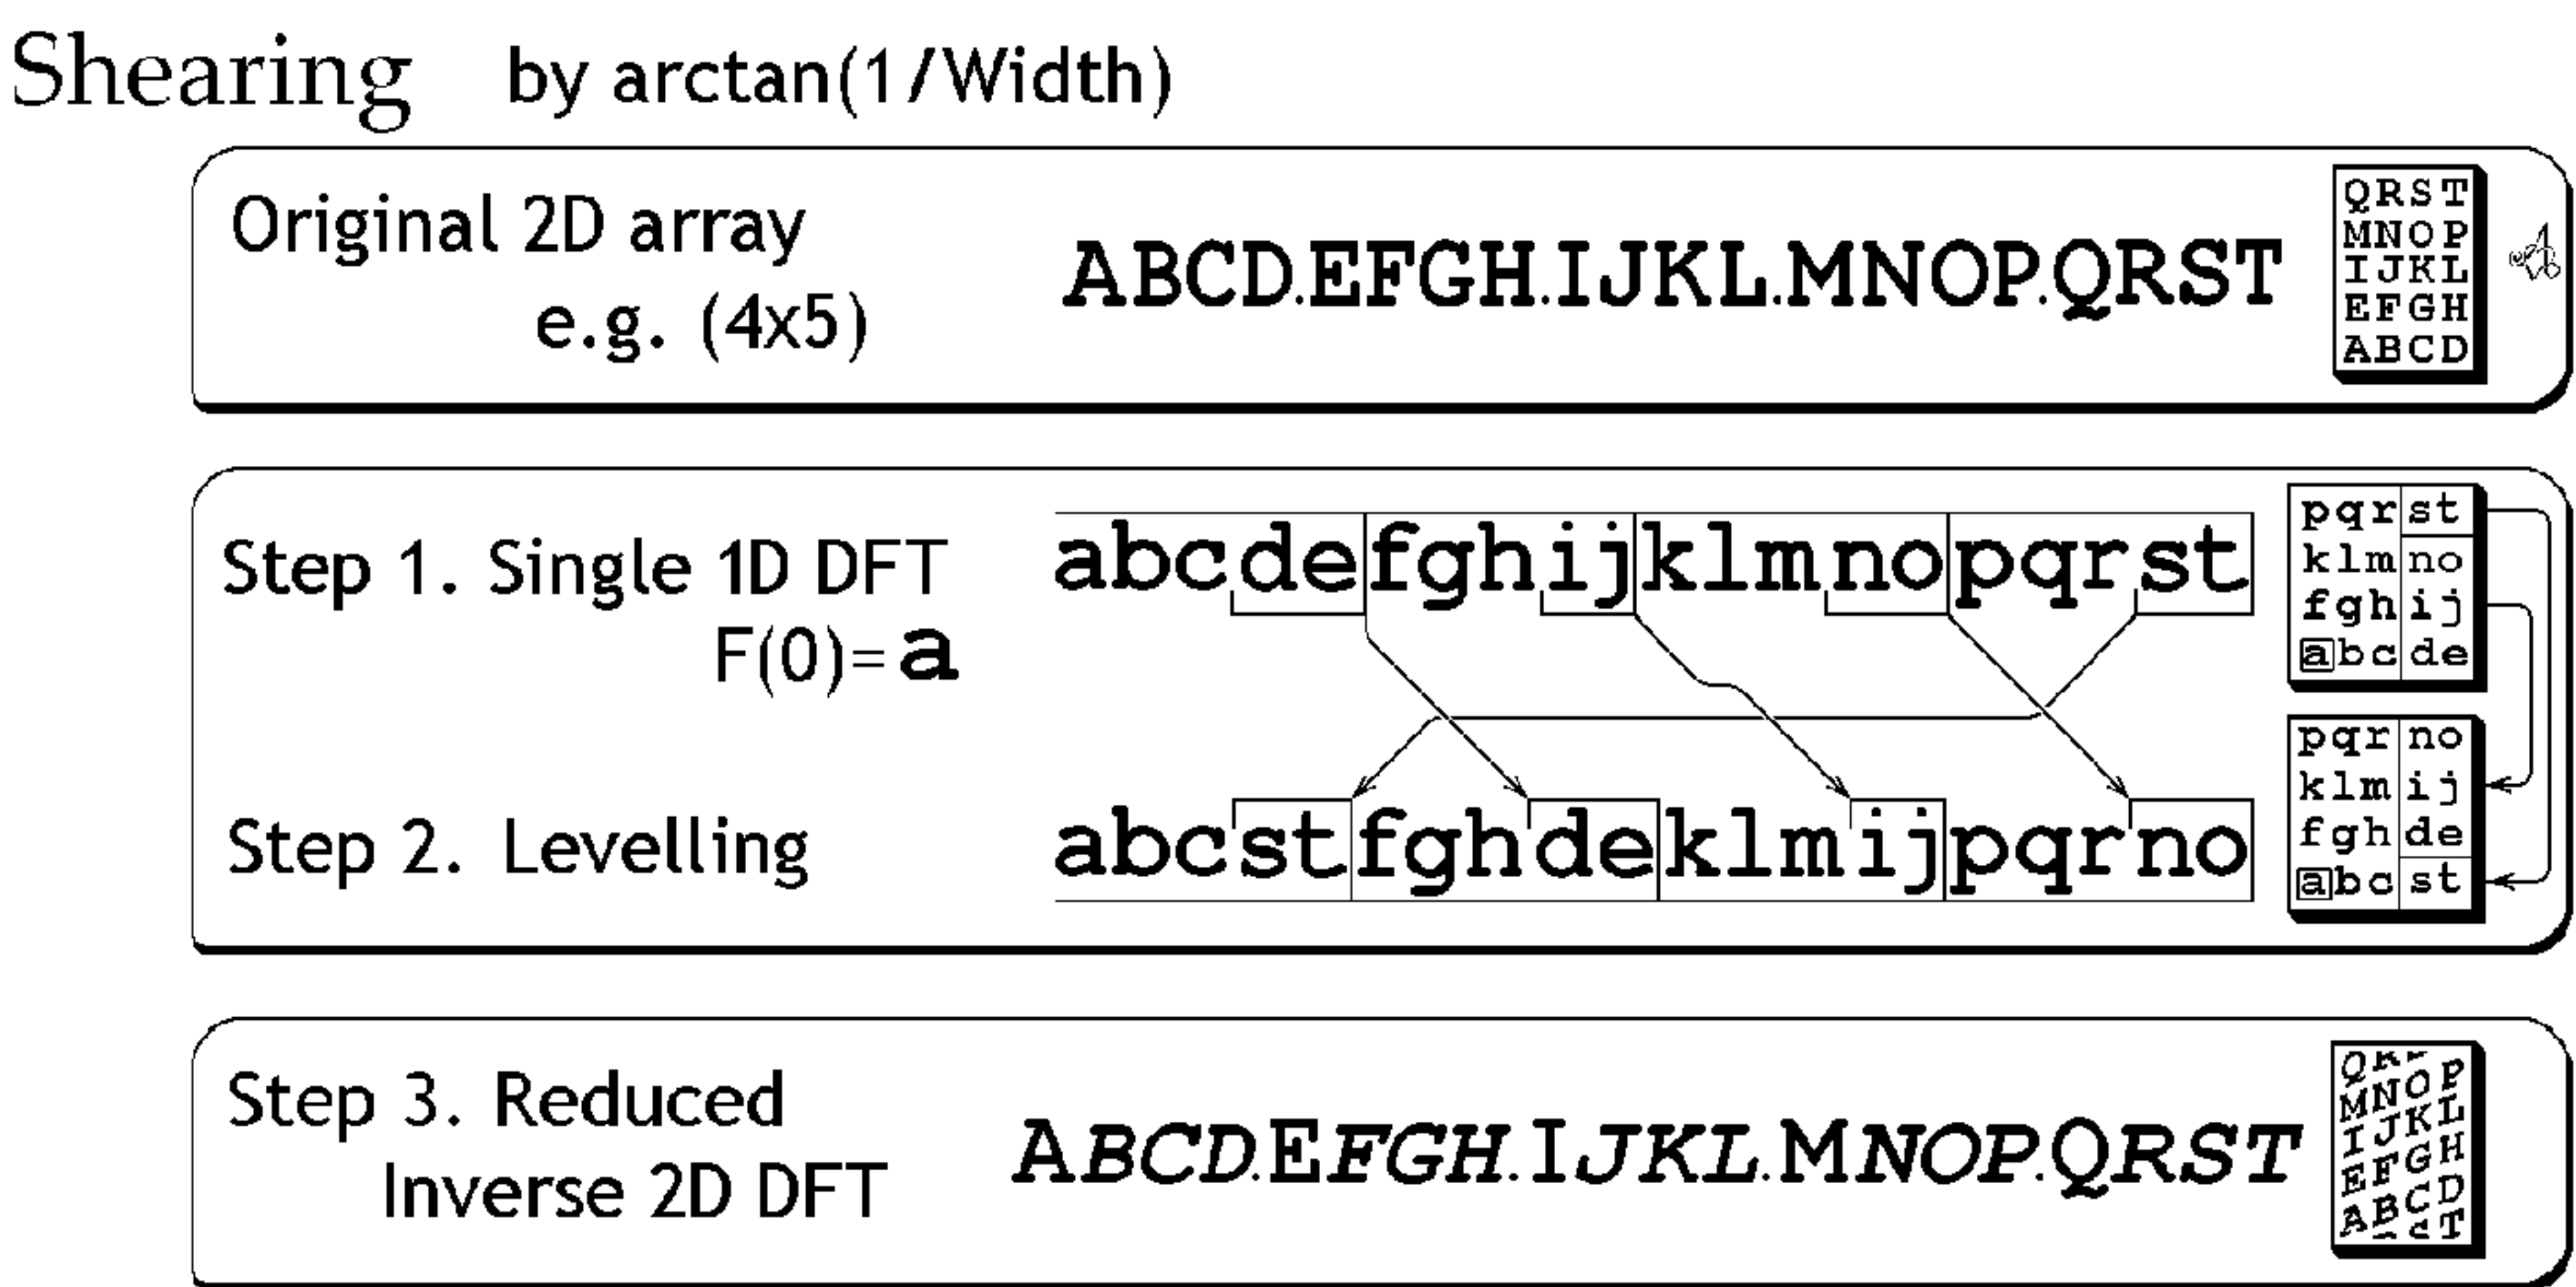 Shearing by arctan(1/Width)
Original 2D array
e.g. (4x5)
ABCD.EFGH.IJKL.MNOP.QRST
QRST
MNOP
IJKL
EFGH
ABCD
Step 1. Single 1D DFT
F(0)=a
abcdefghijklmnopqrst
pqrst
klmno
fghij
abcde
Step 2. Levelling
abcstfghdeklmijpqrno
pqrno
klmij
fghde
abcst
Step 3. Reduced
Inverse 2D DFT
ABCD.EFGH.IJKL.MNOP.QRST
Q
MNOP
IJKL
EFGH
ABCD
T